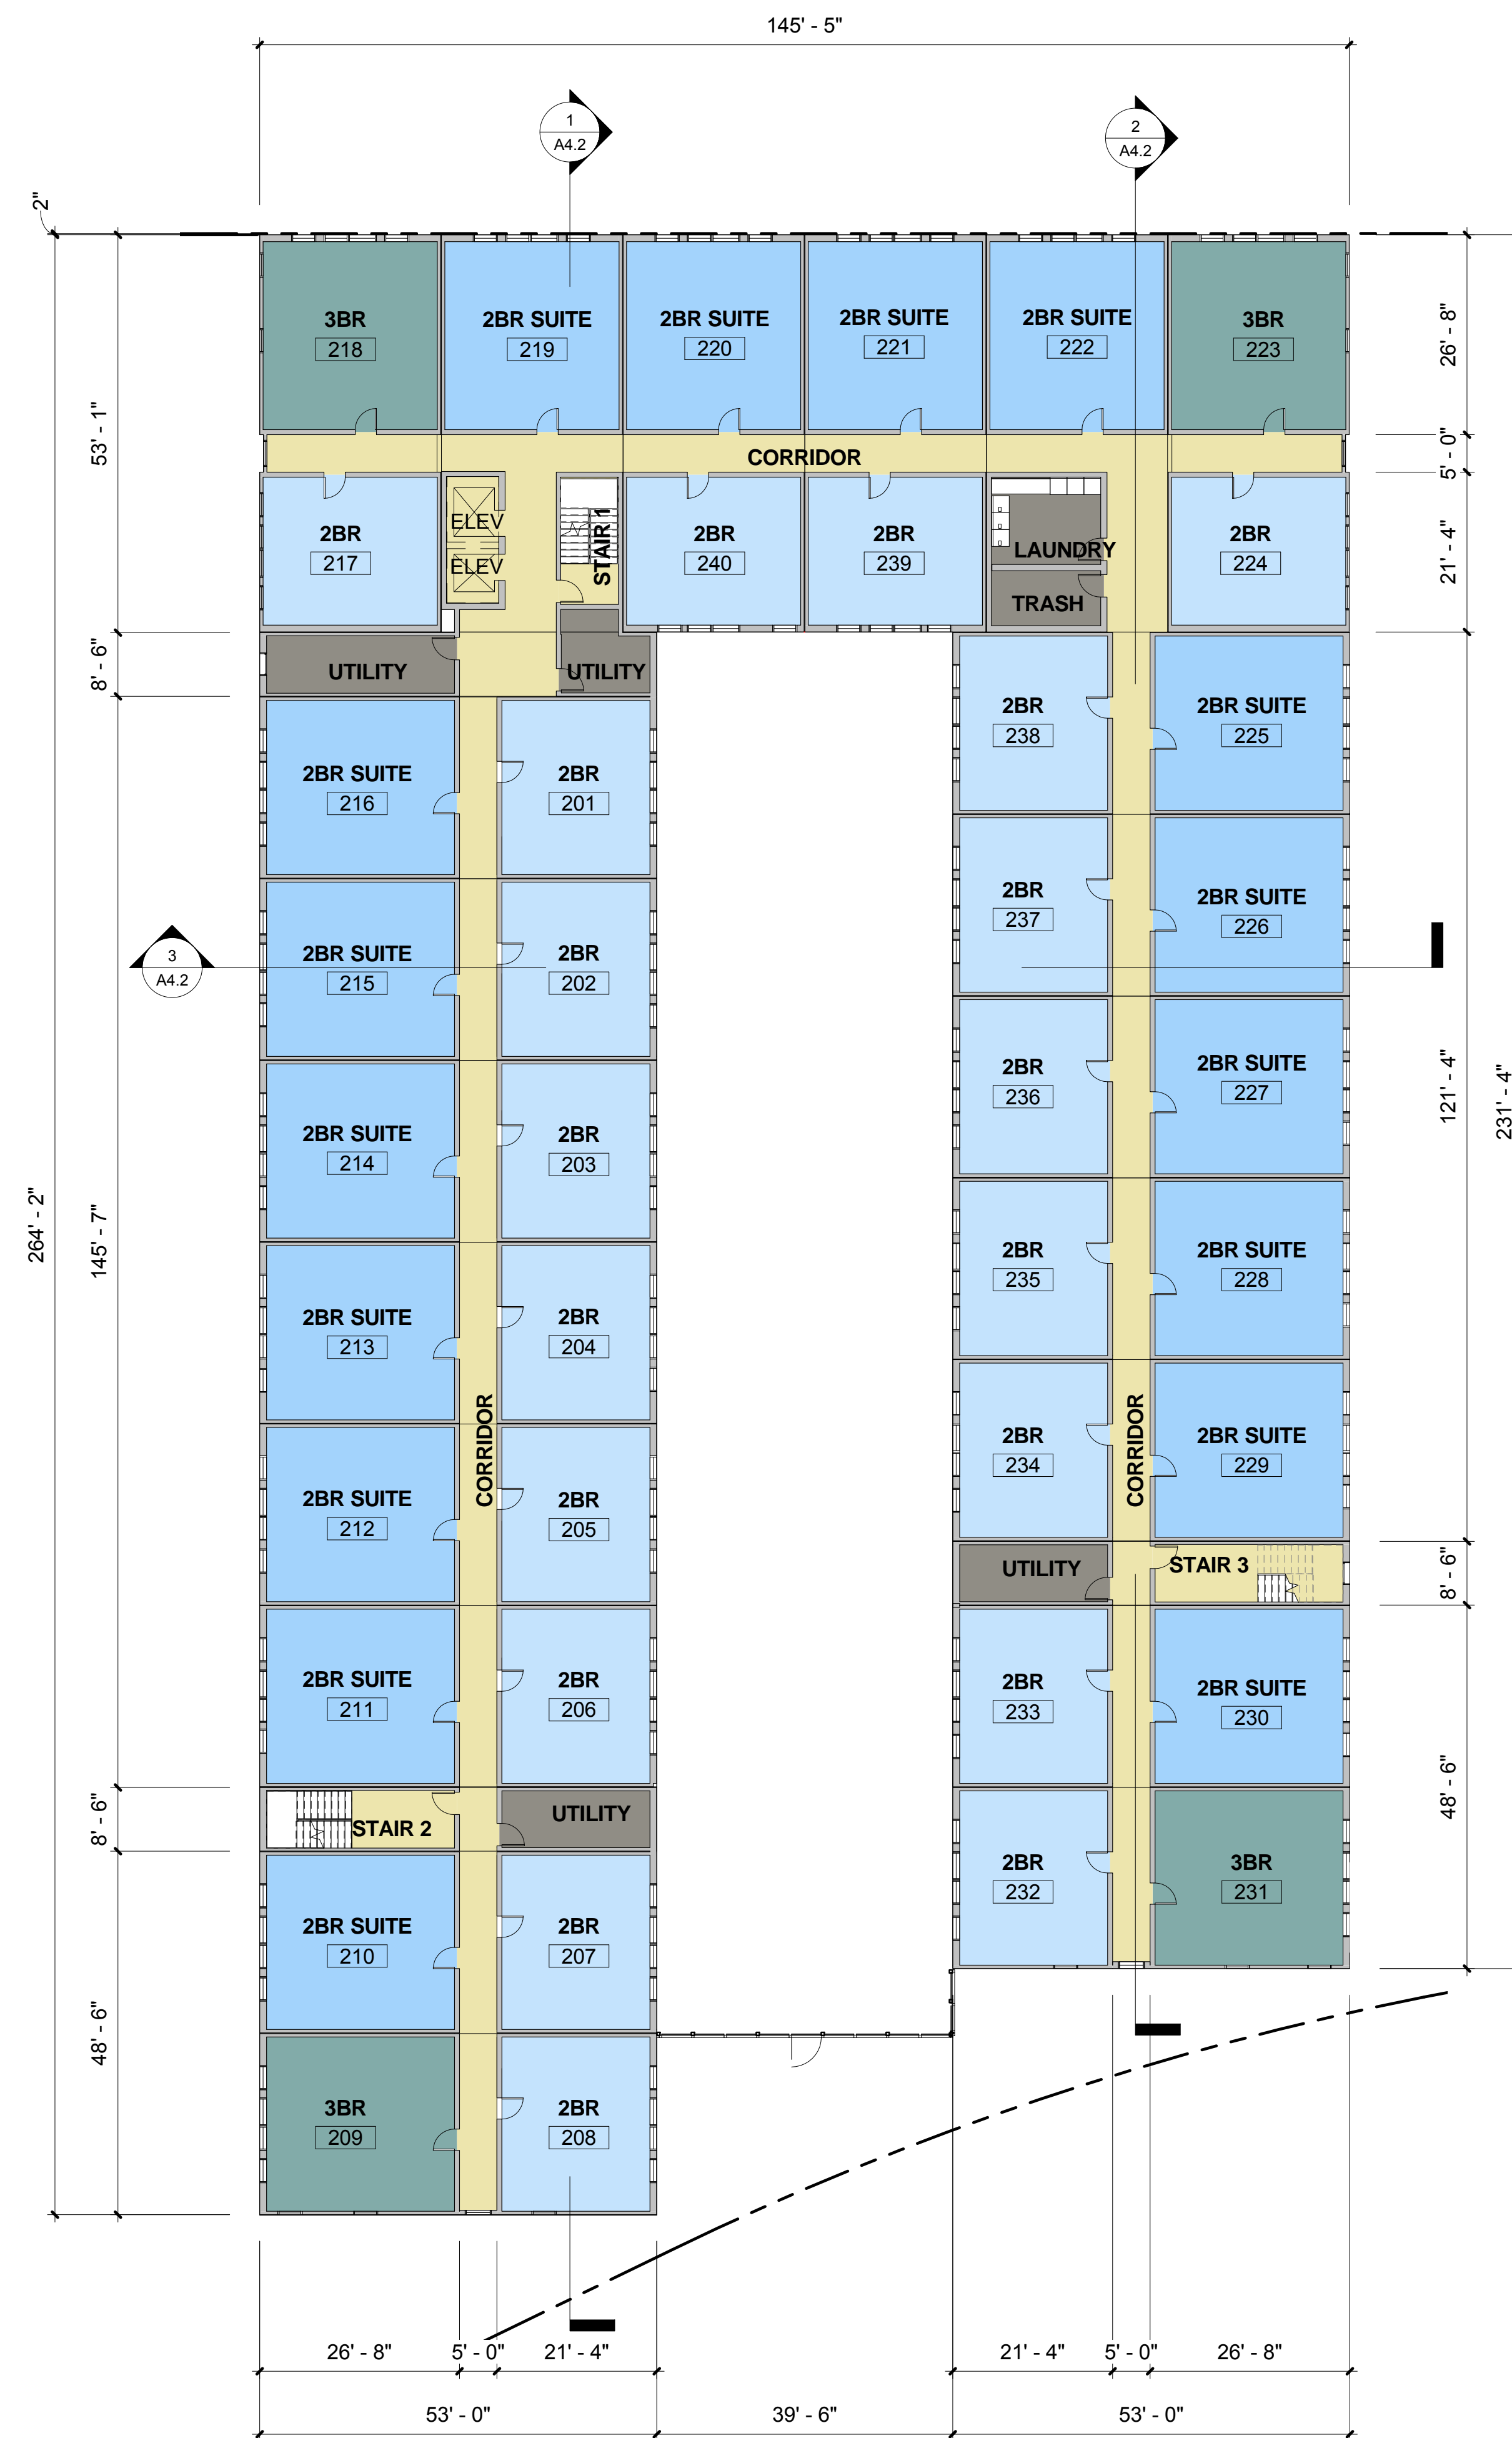 145' - 5"
1
A4.2
2
A4.2
2"
3BR
218
2BR SUITE
219
2BR SUITE
220
2BR SUITE
221
2BR SUITE
222
3BR
223
26' - 8"
53' - 1"
CORRIDOR
5' - 0"
2BR
217
ELEV
ELEV
STAIR 1
2BR
240
2BR
239
LAUNDRY
TRASH
2BR
224
21' - 4"
8' - 6"
UTILITY
UTILITY
2BR
238
2BR SUITE
225
2BR SUITE
216
2BR
201
2BR
237
2BR SUITE
226
3
A4.2
2BR SUITE
215
2BR
202
2BR
236
2BR SUITE
227
121' - 4"
231' - 4"
2BR SUITE
214
2BR
203
264' - 2"
145' - 7"
2BR
235
2BR SUITE
228
2BR SUITE
213
2BR
204
CORRIDOR
CORRIDOR
2BR
234
2BR SUITE
229
2BR SUITE
212
2BR
205
UTILITY
STAIR 3
8' - 6"
2BR SUITE
211
2BR
206
2BR
233
2BR SUITE
230
48' - 6"
8' - 6"
STAIR 2
UTILITY
2BR
232
3BR
231
2BR SUITE
210
2BR
207
48' - 6"
3BR
209
2BR
208
26' - 8"
5' - 0"
21' - 4"
21' - 4"
5' - 0"
26' - 8"
53' - 0"
39' - 6"
53' - 0"